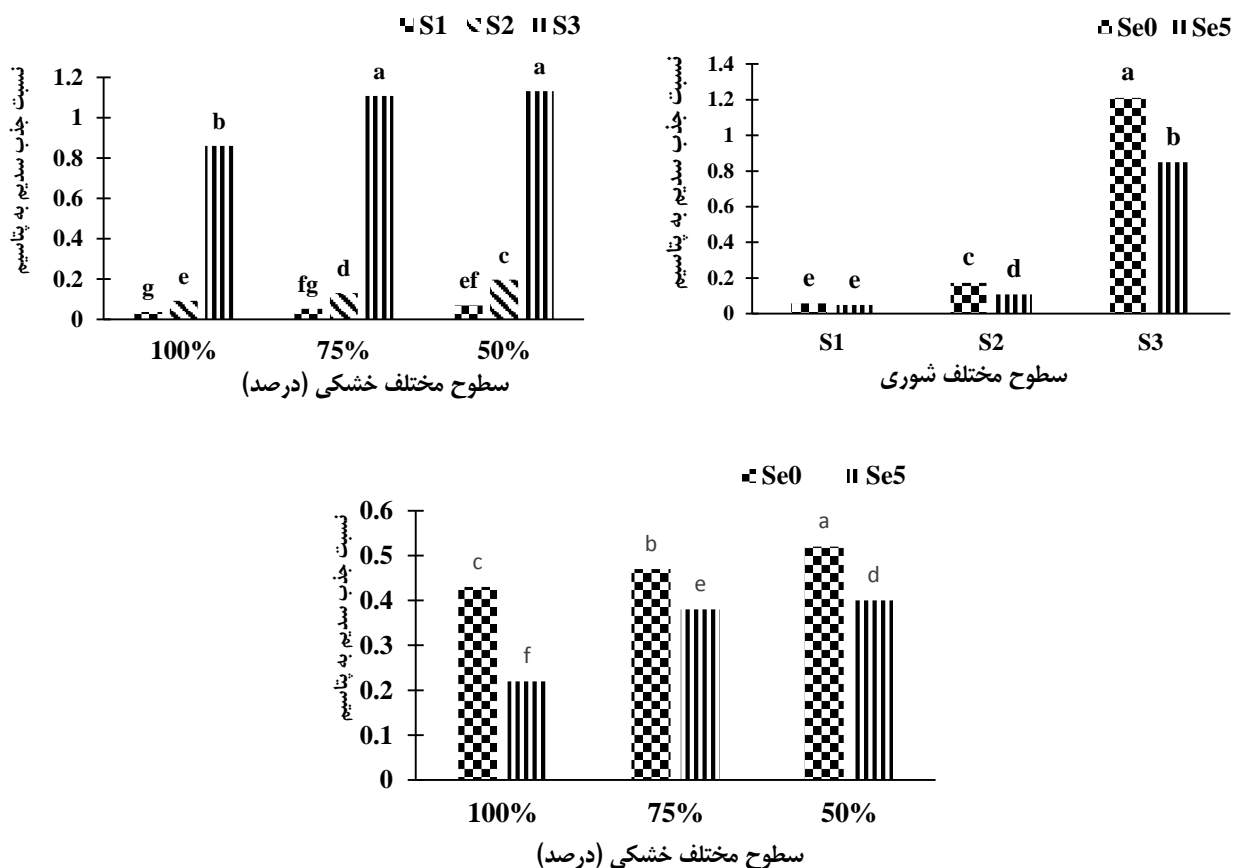 S1 S2 S3
نسبت جذب سدیم به پتاسیم
1.2
1
0.8
0.6
0.4
0.2
0
g e b
fg d a
ef c a
100% 75% 50%
سطوح مختلف خشکی (درصد)
Se0 Se5
نسبت جذب سدیم به پتاسیم
1.4
1.2
1
0.8
0.6
0.4
0.2
0
e e
c d
a b
S1 S2 S3
سطوح مختلف شوری
Se0 Se5
نسبت جذب سدیم به پتاسیم
0.6
0.5
0.4
0.3
0.2
0.1
0
c f
b e
a d
100% 75% 50%
سطوح مختلف خشکی (درصد)